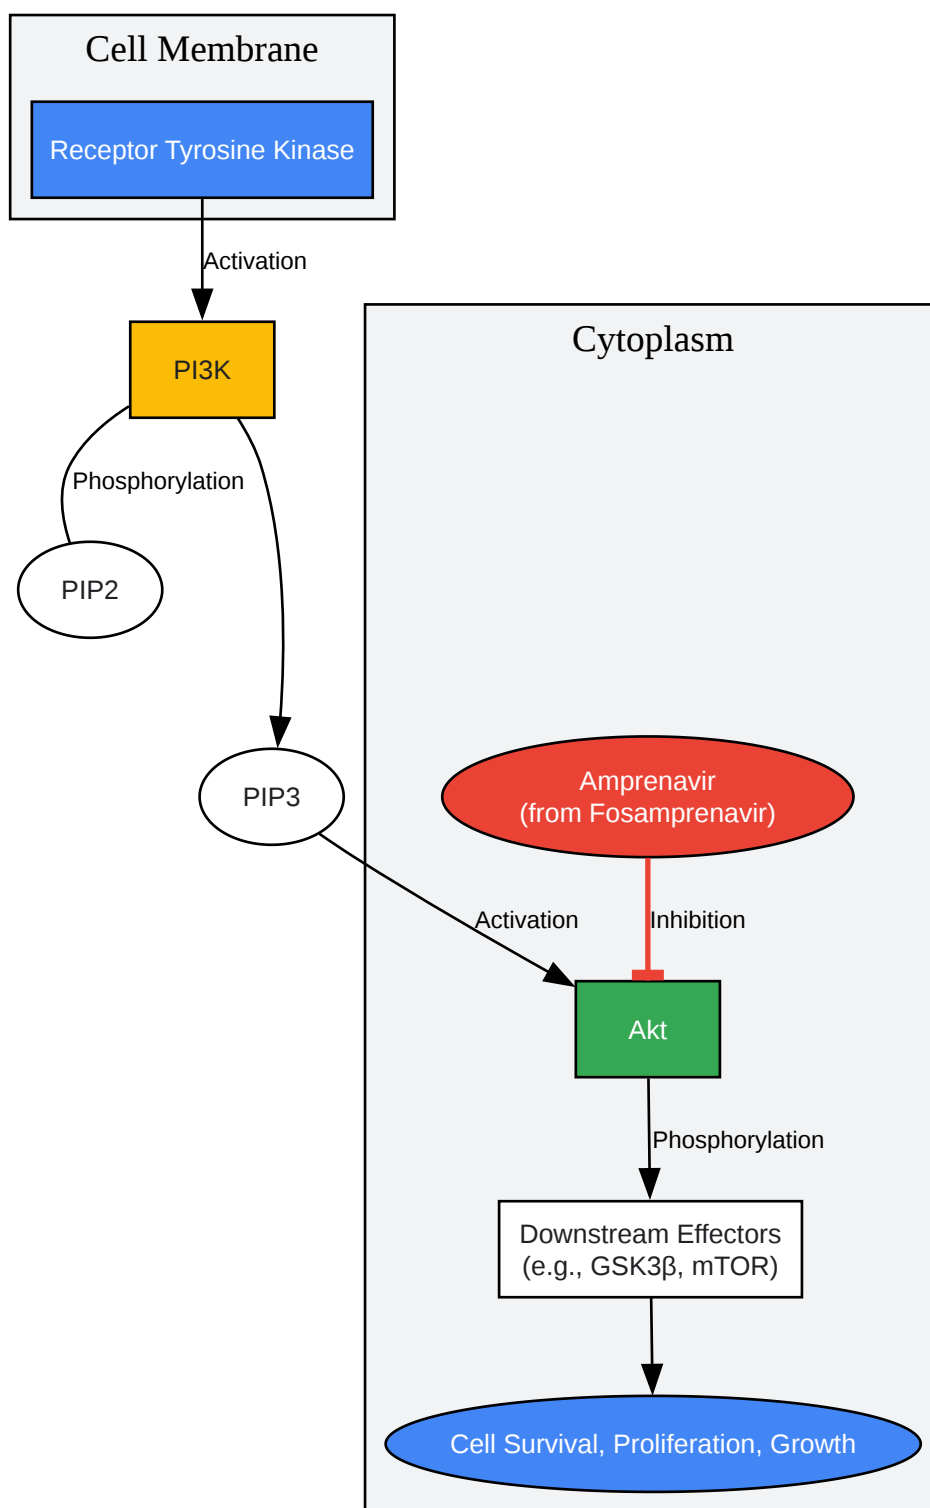 Cell Membrane
Receptor Tyrosine Kinase
Activation
Cytoplasm
PI3K
Phosphorylation
PIP2
PIP3
Amprenavir
(from Fosamprenavir)
Activation
Inhibition
Akt
Phosphorylation
Downstream Effectors
(e.g., GSK3β, mTOR)
Cell Survival, Proliferation, Growth